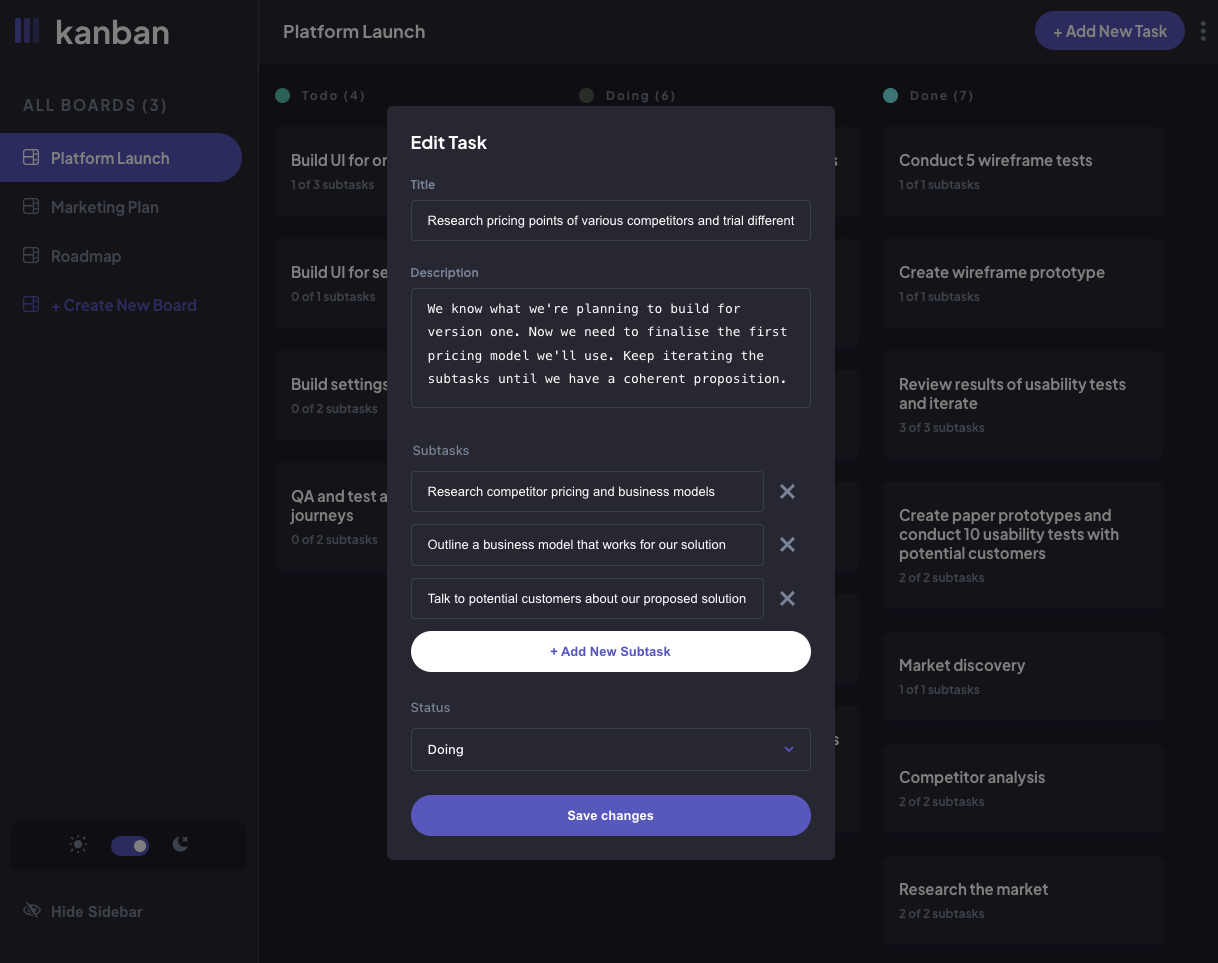 kanban
Platform Launch
+ Add New Task
ALL BOARDS (3)
Platform Launch
Marketing Plan
Roadmap
+ Create New Board
Hide Sidebar
Todo (4)
Build UI for
1 of 3 subtasks
Build UI for
0 of 1 subtasks
Build settings
0 of 2 subtasks
QA and test
journeys
0 of 2 subtasks
Doing (6)
Edit Task
Title
Research pricing points of various competitors and trial different
Description
We know what we're planning to build for
version one. Now we need to finalise the first
pricing model we'll use. Keep iterating the
subtasks until we have a coherent proposition.
Subtasks
Research competitor pricing and business models
Outline a business model that works for our solution
Talk to potential customers about our proposed solution
+ Add New Subtask
Status
Doing
Save changes
Done (7)
Conduct 5 wireframe tests
1 of 1 subtasks
Create wireframe prototype
1 of 1 subtasks
Review results of usability tests
and iterate
3 of 3 subtasks
Create paper prototypes and
conduct 10 usability tests with
potential customers
2 of 2 subtasks
Market discovery
1 of 1 subtasks
Competitor analysis
2 of 2 subtasks
Research the market
2 of 2 subtasks